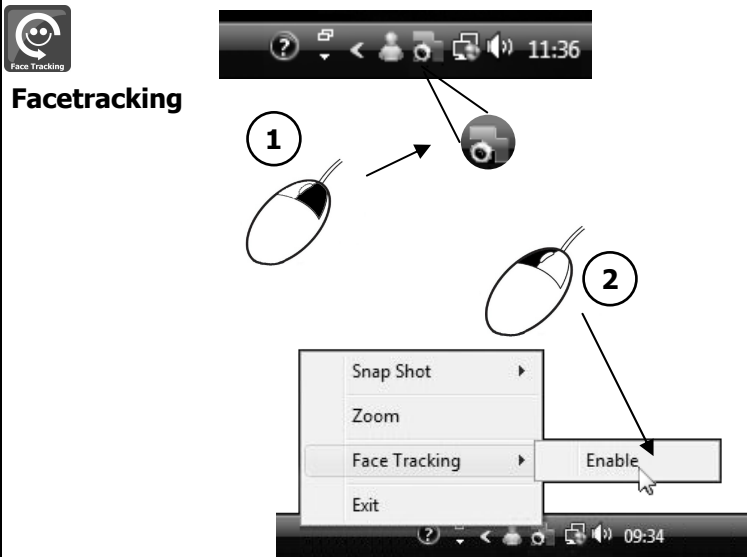 Face Tracking
Facetracking
? < 11:36
1
2
Snap Shot
Zoom
Face Tracking
Enable
Exit
? < 09:34